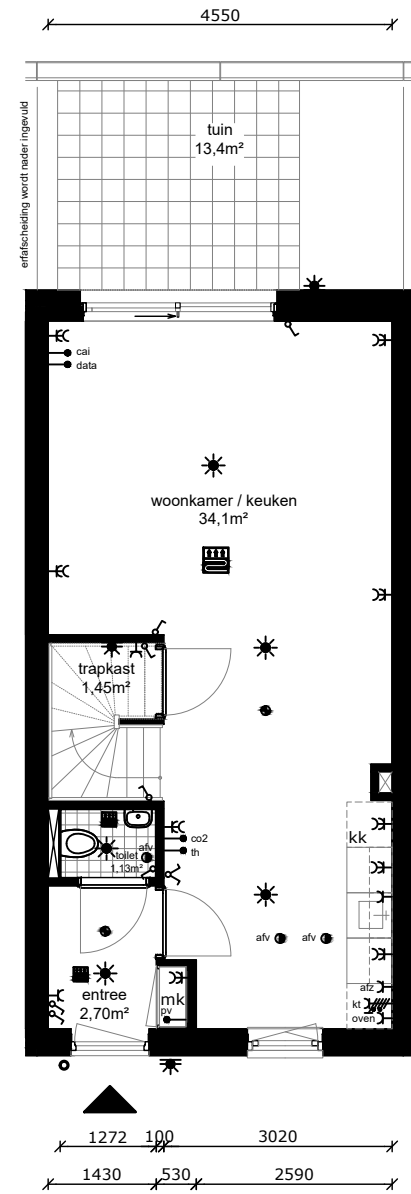 4550
erfafscheiding wordt nader ingevuld
tuin
13,4m²
cai
data
woonkamer / keuken
34,1m²
trapkast
1,45m²
kk
co2
th
afv
toilet
1,13m²
afv
afv
entree
2,70m²
mk
pv
afz
kt
oven
1272
100
3020
1430
530
2590